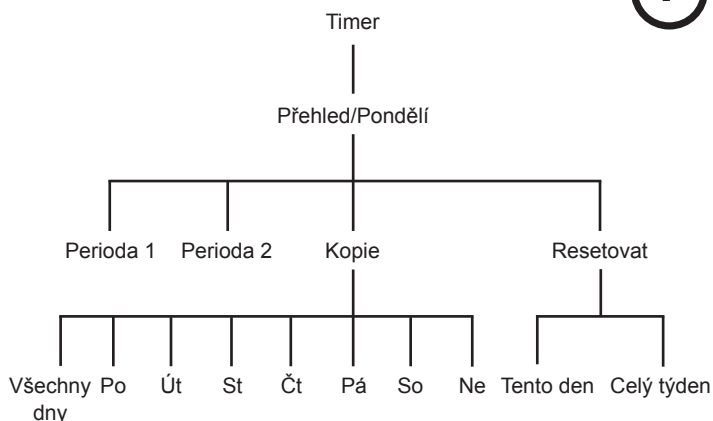 Timer
Přehled/Pondělí
Perioda 1 Perioda 2 Kopie Resetovat
Všechny Po Út St Čt Pá So Ne Tento den Celý týden
dny